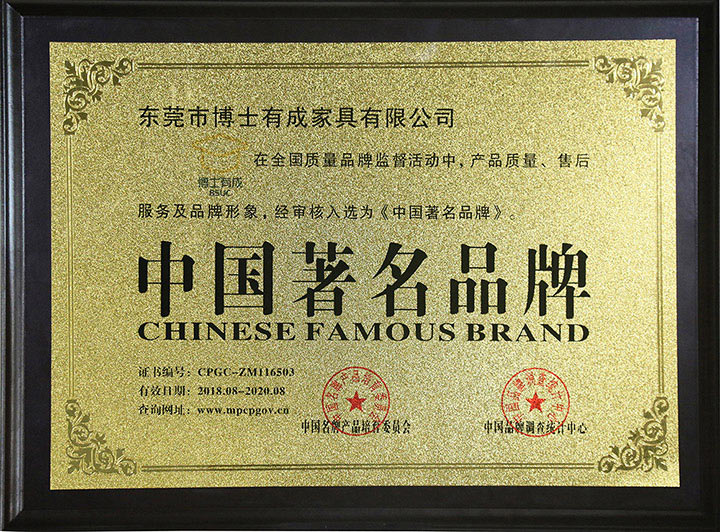 东莞市博士有成家具有限公司
博士有成
BSUC
在全国质量品牌监督活动中，产品质量、售后
服务及品牌形象，经审核入选为《中国著名品牌》。
中国著名品牌
CHINESE FAMOUS BRAND
证书编号：CPGC-ZM116503
有效日期：2018.08-2020.08
查询网址：www.mpcpgov.cn
中国名牌产品培育委员会
中国品牌调查统计中心